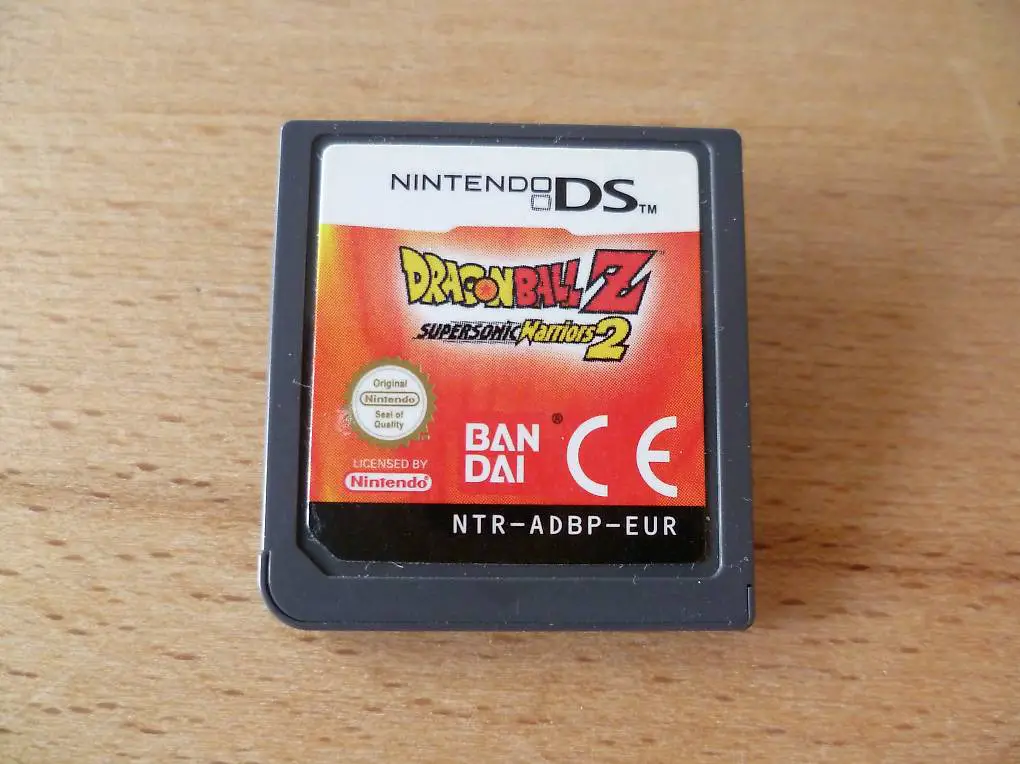 NINTENDO DS™
DRAGON BALL Z™
SUPERSONIC Warriors 2
Original
Nintendo
Seal of
Quality
LICENSED BY
Nintendo®
BAN
DAI
®
CE
NTR-ADBP-EUR